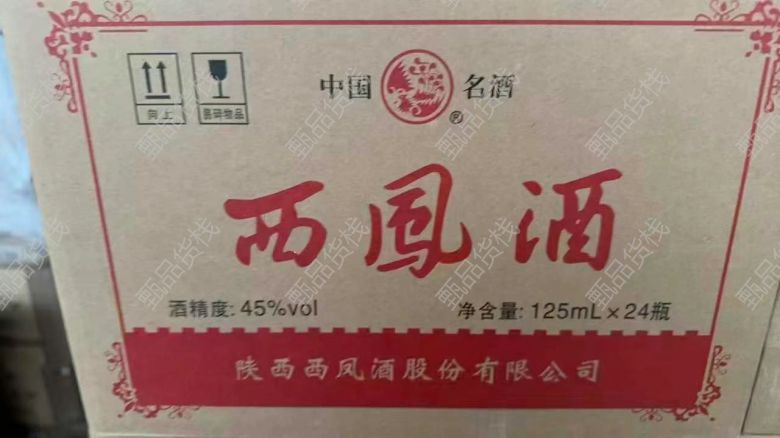 中国 名酒
®
向上
易碎物品
西凤酒
酒精度: 45%vol
净含量: 125mL×24瓶
陕西西凤酒股份有限公司
甄品货栈